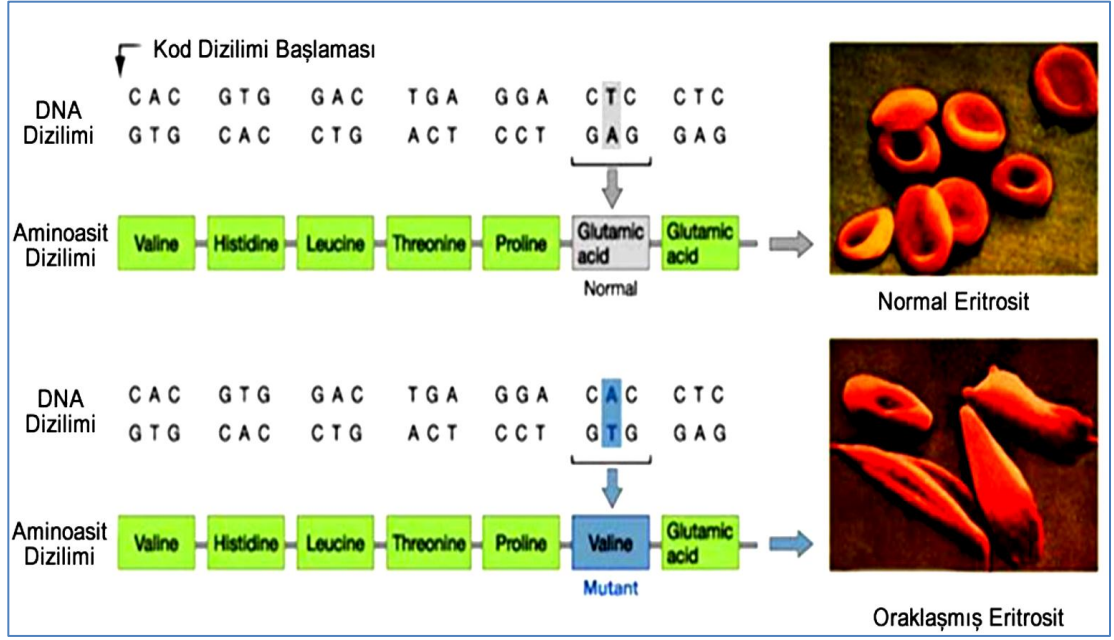 Kod Dizilimi Başlaması
DNA Dizilimi
C A C G T G G A C T G A G G A C T C C T C
G T G C A C C T G A C T C C T G A G G A G
Aminoasit Dizilimi
Valine Histidine Leucine Threonine Proline Glutamic acid Glutamic acid
Normal
Normal Eritrosit
DNA Dizilimi
C A C G T G G A C T G A G G A C A C C T C
G T G C A C C T G A C T C C T G T G G A G
Aminoasit Dizilimi
Valine Histidine Leucine Threonine Proline Valine Glutamic acid
Mutant
Oraklaşmış Eritrosit